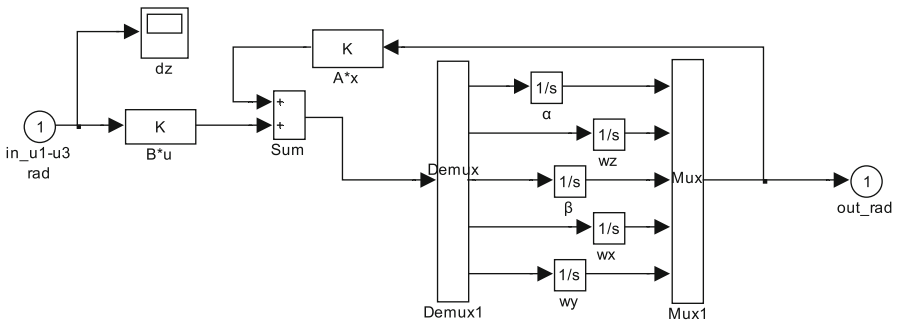 dz
K
A*x
1
in_u1-u3
rad
K
B*u
+
+
Sum
Demux
Demux1
1/s
α
1/s
wz
1/s
β
1/s
wx
1/s
wy
Mux
Mux1
1
out_rad